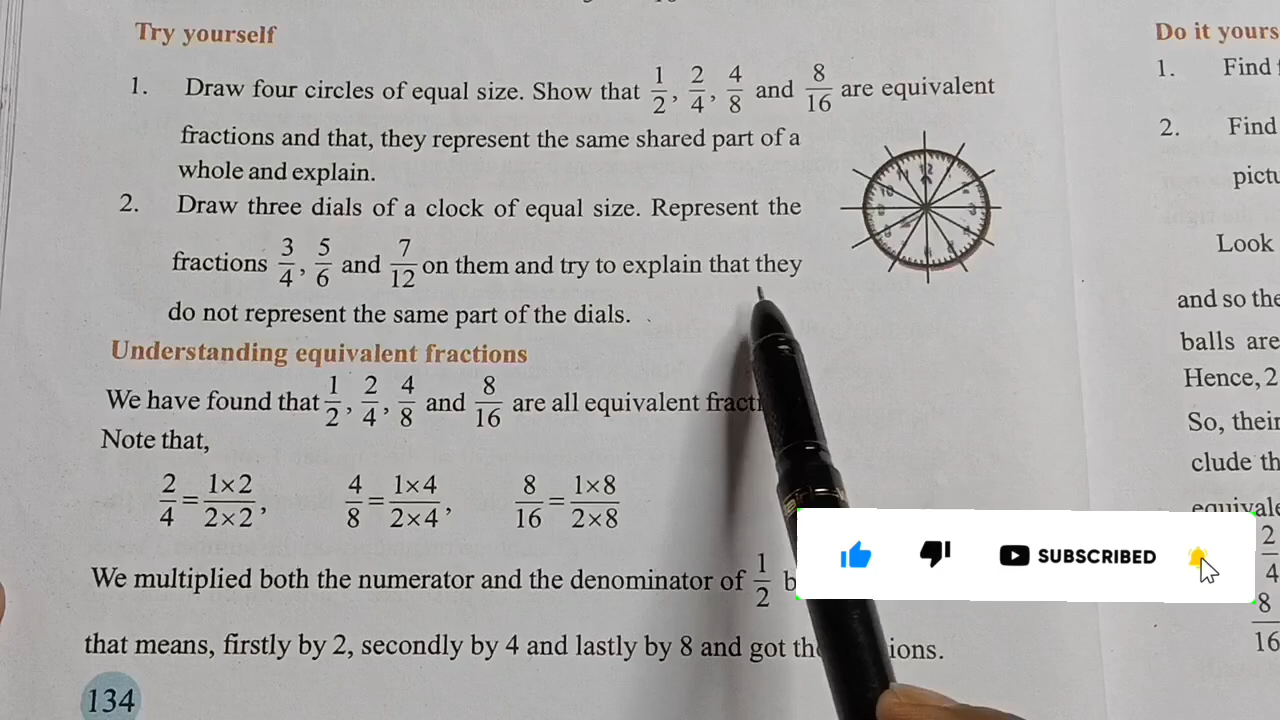 Try yourself
1. Draw four circles of equal size. Show that 1/2, 2/4, 4/8 and 8/16 are equivalent
fractions and that, they represent the same shared part of a
whole and explain.
2. Draw three dials of a clock of equal size. Represent the
fractions 3/4, 5/6 and 7/12 on them and try to explain that they
do not represent the same part of the dials.
Understanding equivalent fractions
We have found that 1/2, 2/4, 4/8 and 8/16 are all equivalent
Note that,
2/4 = 1×2/2×2, 4/8 = 1×4/2×4, 8/16 = 1×8/2×8
We multiplied both the numerator and the denominator of 1/2
that means, firstly by 2, secondly by 4 and lastly by 8 and got
134
Do it yours
1. Find
2. Find
pictu
Look
and so the
balls are
Hence, 2
So, their
clude th
2/4
8/16
SUBSCRIBED